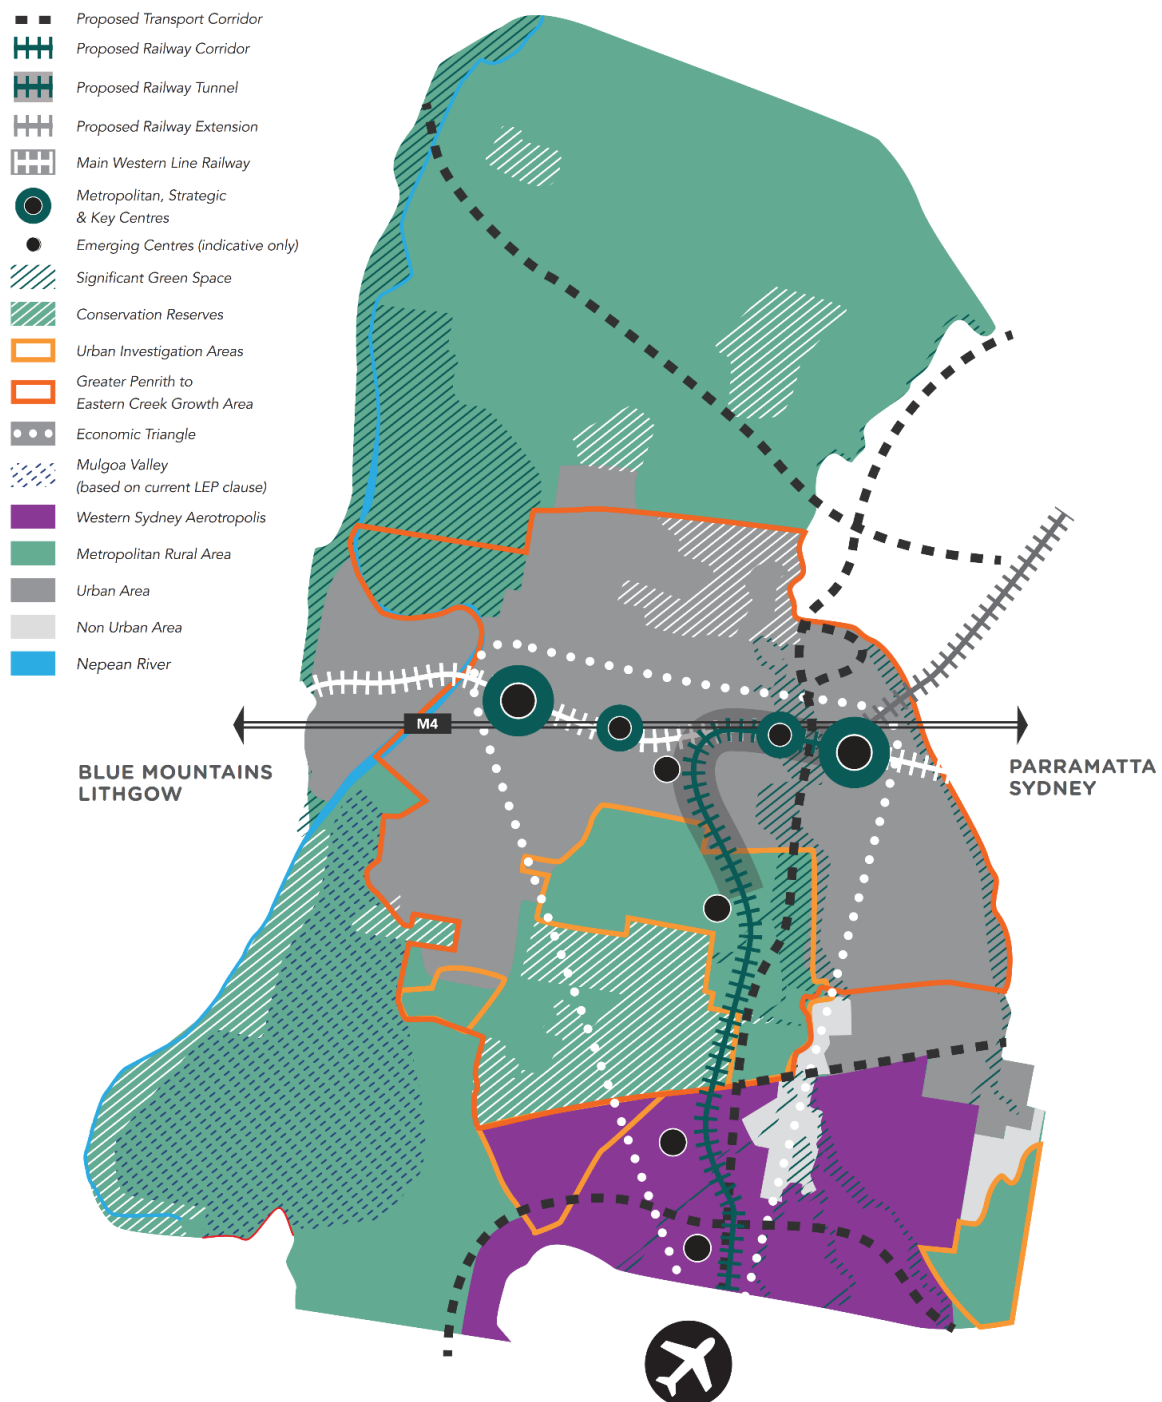 Proposed Transport Corridor
Proposed Railway Corridor
Proposed Railway Tunnel
Proposed Railway Extension
Main Western Line Railway
Metropolitan, Strategic
& Key Centres
Emerging Centres (indicative only)
Significant Green Space
Conservation Reserves
Urban Investigation Areas
Greater Penrith to
Eastern Creek Growth Area
Economic Triangle
Mulgoa Valley
(based on current LEP clause)
Western Sydney Aerotropolis
Metropolitan Rural Area
Urban Area
Non Urban Area
Nepean River
M4
BLUE MOUNTAINS
LITHGOW
PARRAMATTA
SYDNEY